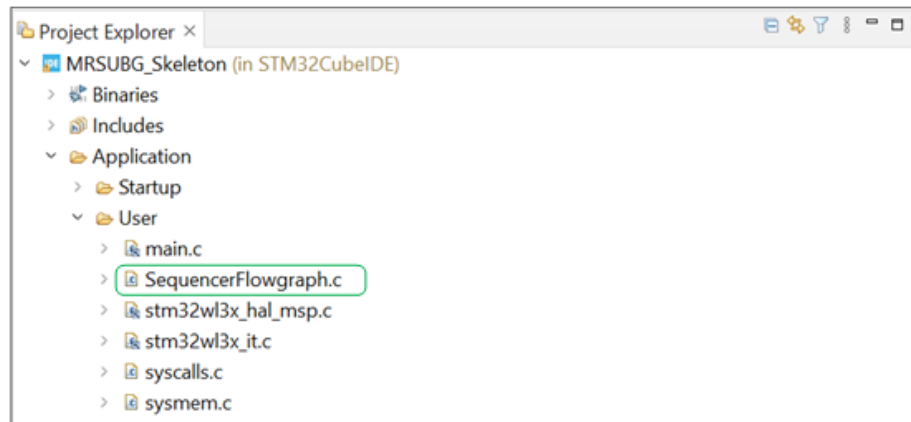 Project Explorer
MRSUBG_Skeleton (in STM32CubeIDE)
Binaries
Includes
Application
Startup
User
main.c
SequencerFlowgraph.c
stm32wl3x_hal_msp.c
stm32wl3x_it.c
syscalls.c
sysmem.c